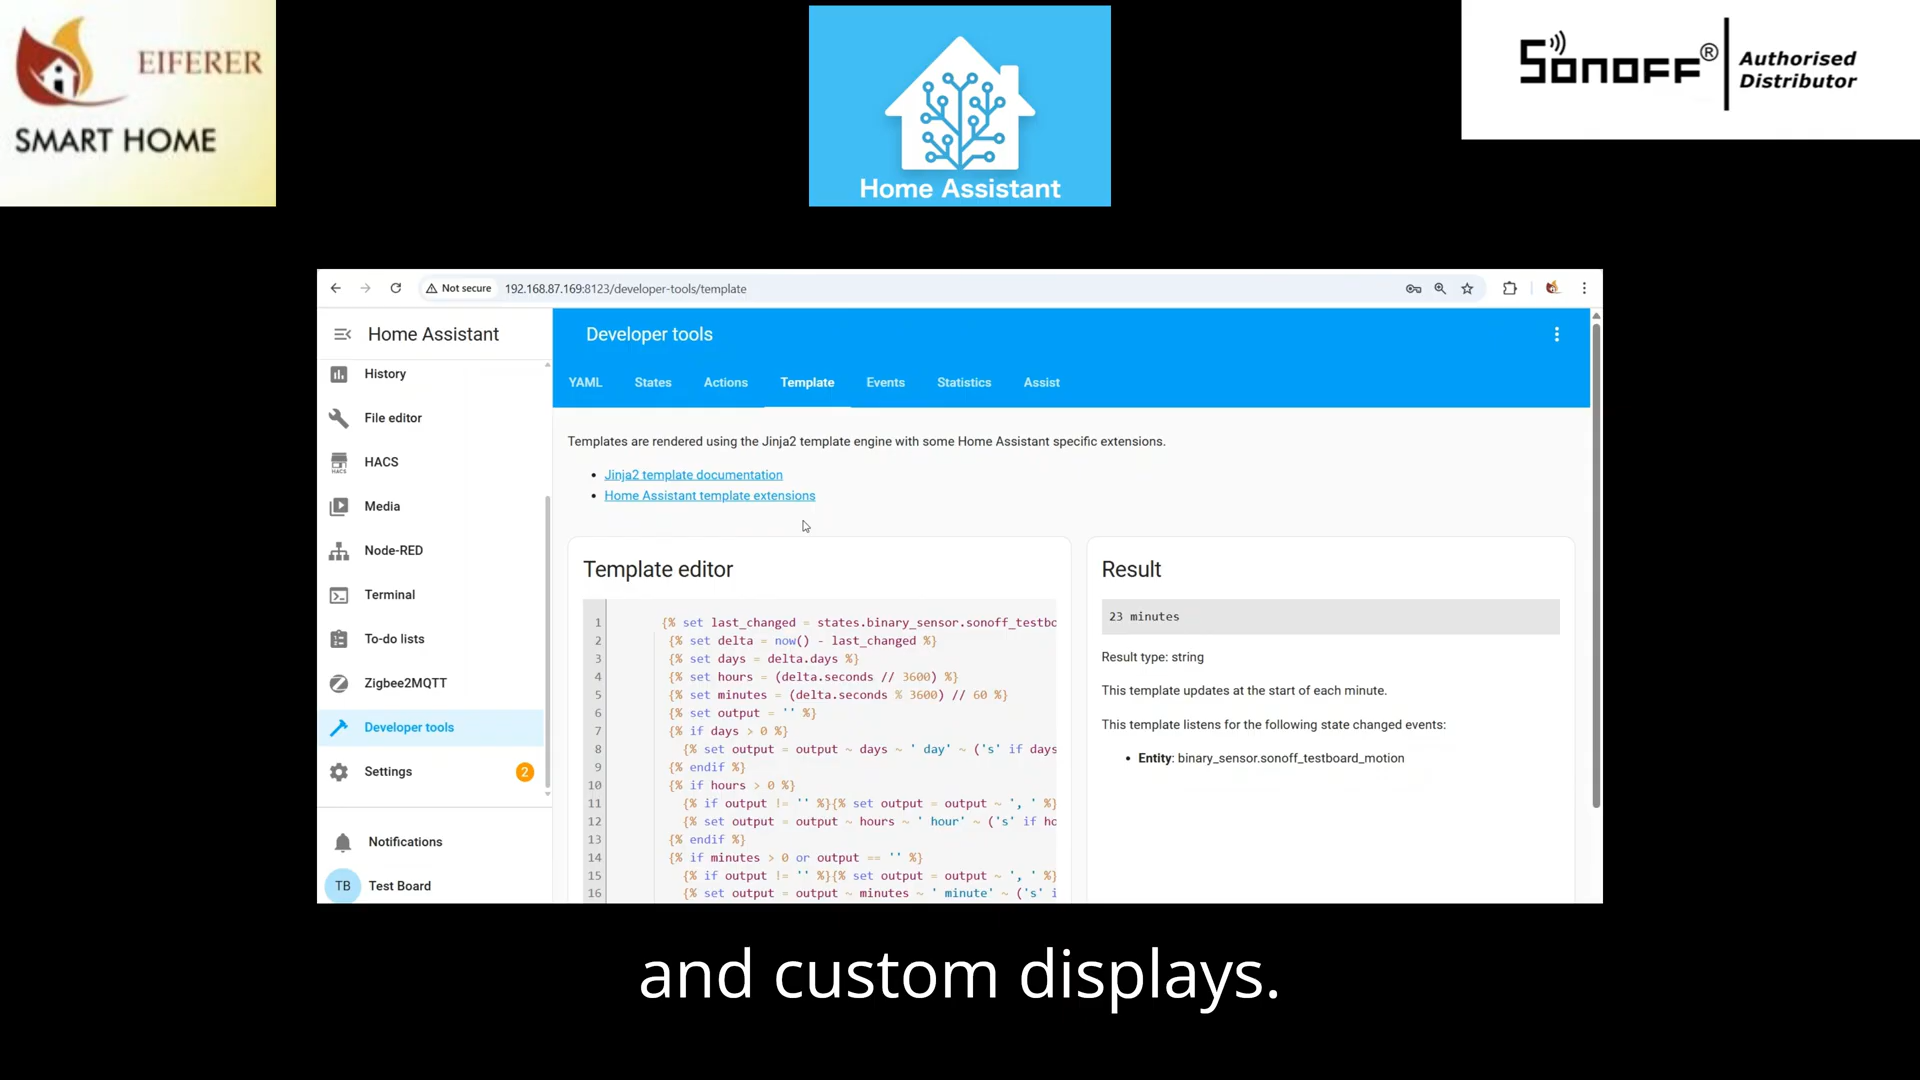 EIFERER
SMART HOME
Home Assistant
SONOFF® Authorised
Distributor
Not secure 192.168.87.169:8123/developer-tools/template
Home Assistant
History
File editor
HACS
HACS
Media
Node-RED
Terminal
To-do lists
Zigbee2MQTT
Developer tools
Settings 2
Notifications
TB Test Board
Developer tools
YAML States Actions Template Events Statistics Assist
Templates are rendered using the Jinja2 template engine with some Home Assistant specific extensions.
• Jinja2 template documentation
• Home Assistant template extensions
Template editor
1 {% set last_changed = states.binary_sensor.sonoff_testbo
2 {% set delta = now() - last_changed %}
3 {% set days = delta.days %}
4 {% set hours = (delta.seconds // 3600) %}
5 {% set minutes = (delta.seconds % 3600) // 60 %}
6 {% set output = '' %}
7 {% if days > 0 %}
8 {% set output = output ~ days ~ ' day' ~ ('s' if days
9 {% endif %}
10 {% if hours > 0 %}
11 {% if output != '' %}{% set output = output ~ ', ' %}
12 {% set output = output ~ hours ~ ' hour' ~ ('s' if ho
13 {% endif %}
14 {% if minutes > 0 or output == '' %}
15 {% if output != '' %}{% set output = output ~ ', ' %}
16 {% set output = output ~ minutes ~ ' minute' ~ ('s' i
Result
23 minutes
Result type: string
This template updates at the start of each minute.
This template listens for the following state changed events:
• Entity: binary_sensor.sonoff_testboard_motion
and custom displays.